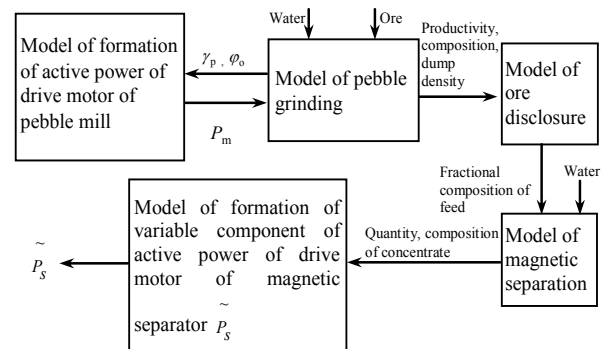 Water
Ore
Model of formation
of active power of
drive motor of
pebble mill
γp , φo
Pm
Model of pebble
grinding
Productivity,
composition,
dump
density
Model of
ore
disclosure
Fractional
composition of
feed
Water
Model of
magnetic
separation
Quantity, composition
of concentrate
Model of formation of
variable component of
active power of drive
motor of magnetic
separator P̃s
P̃s